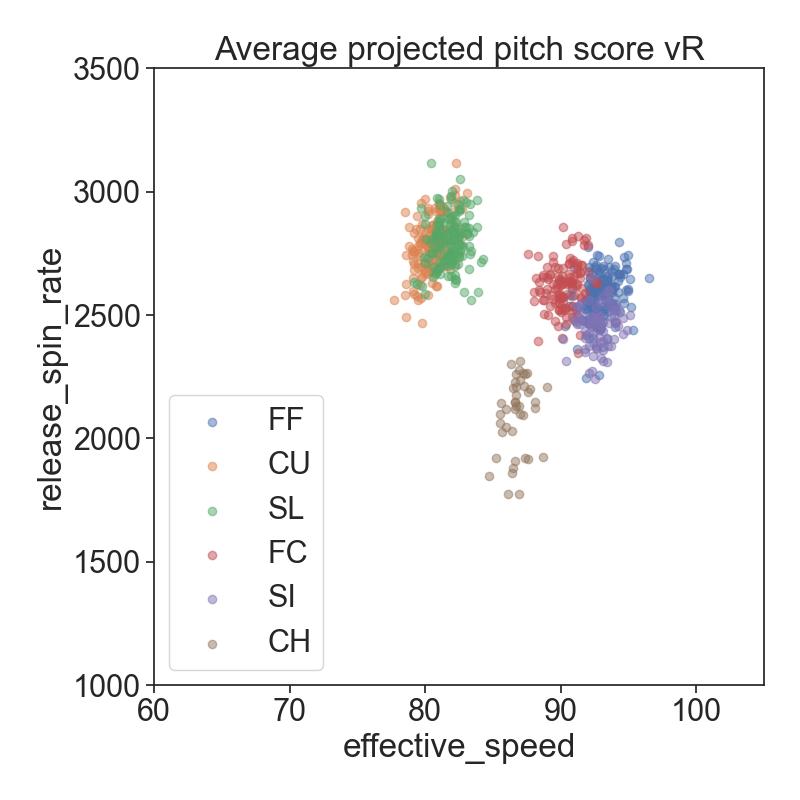 Average projected pitch score vR
3500
3000
2500
2000
1500
1000
release_spin_rate
FF
CU
SL
FC
SI
CH
60 70 80 90 100
effective_speed